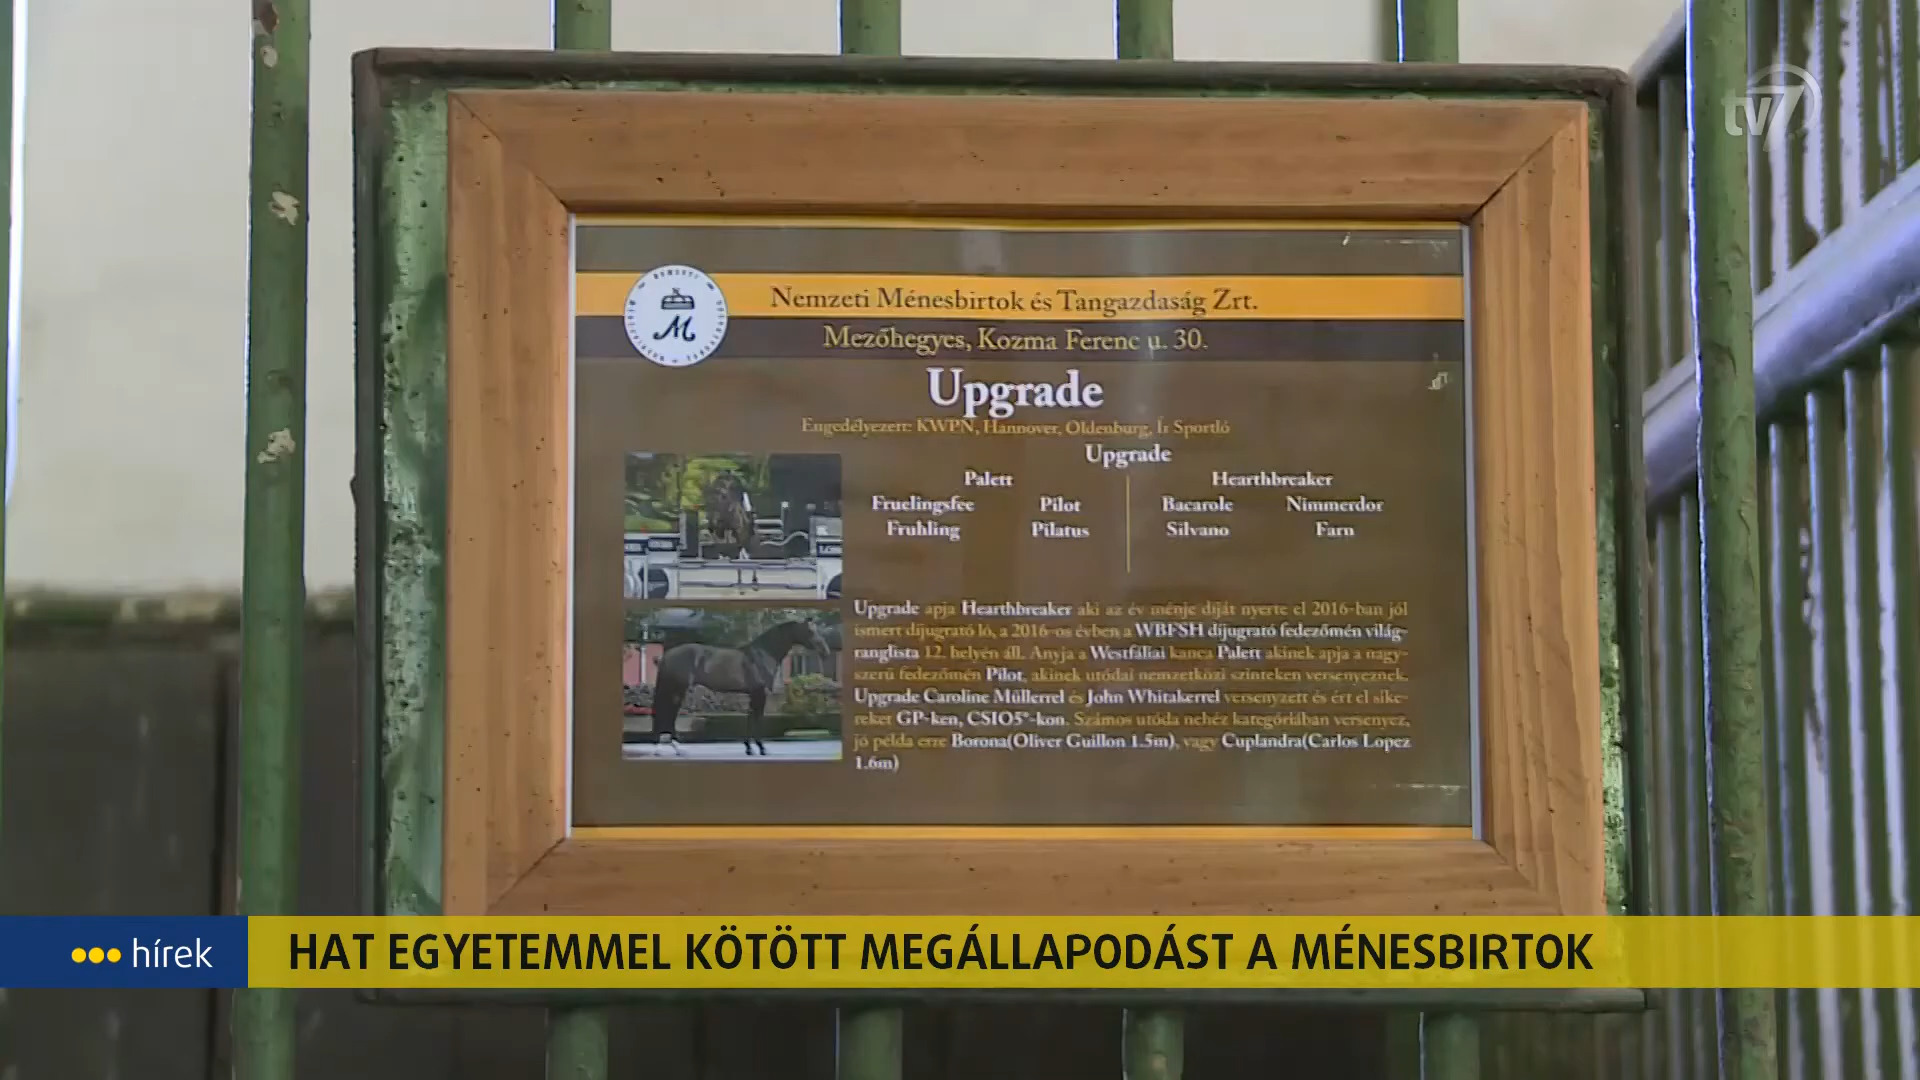 tv7
Nemzeti Ménesbirtok és Tangazdaság Zrt.
Mezőhegyes, Kozma Ferenc u. 30.
M
Upgrade
Engedélyezett: KWPN, Hannover, Oldenburg, Ír Sportló
Upgrade
Palett Hearthbreaker
Fruelingsfee Pilot Bacarole Nimmerdor
Fruhling Pilatus Silvano Farn
Upgrade apja Hearthbreaker aki az év ménje díját nyerte el 2016-ban jól
ismert díjugrató ló, a 2016-os évben a WBFSH díjugrató fedezőmén világ-
ranglista 12. helyén áll. Anyja a Westfáliai kanca Palett akinek apja a nagy-
szerű fedezőmén Pilot, akinek utódai nemzetközi szinteken versenyeznek.
Upgrade Caroline Müllerrel és John Whitakerrel versenyzett és ért el sike-
reket GP-ken, CSIO5*-kon. Számos utóda nehéz kategóriában versenyez,
jó példa erre Borona(Oliver Guillon 1.5m), vagy Cuplandra(Carlos Lopez
1.6m)
hírek HAT EGYETEMMEL KÖTÖTT MEGÁLLAPODÁST A MÉNESBIRTOK